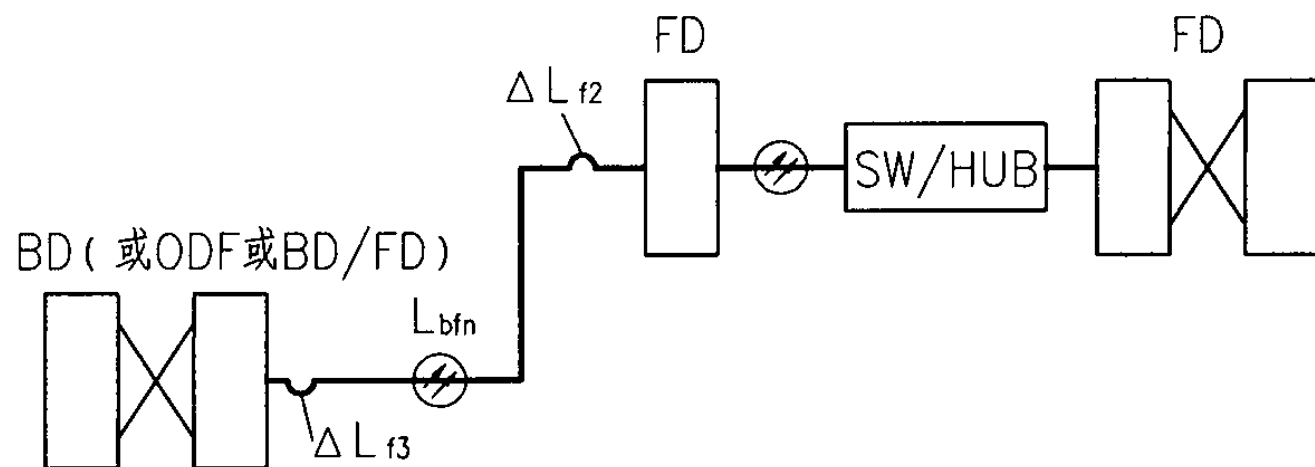 FD
FD
ΔLf2
SW/HUB
BD(或ODF或BD/FD)
Lbfn
ΔLf3